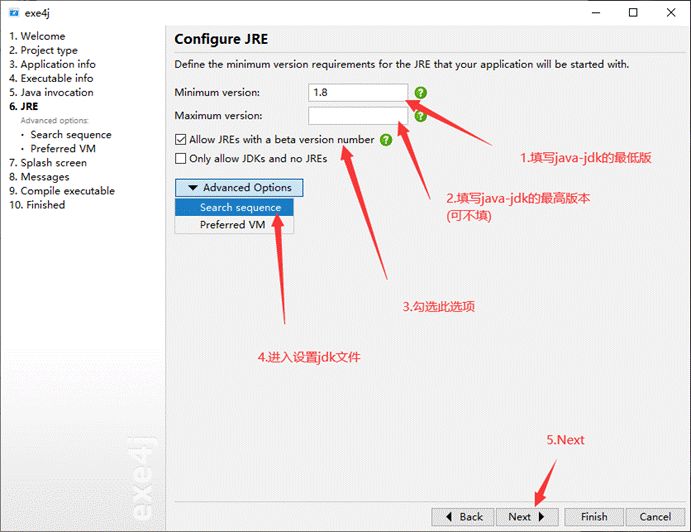 exe4j
1. Welcome
2. Project type
3. Application info
4. Executable info
5. Java invocation
6. JRE
Advanced options:
• Search sequence
• Preferred VM
7. Splash screen
8. Messages
9. Compile executable
10. Finished
exe4j
Configure JRE
Define the minimum version requirements for the JRE that your application will be started with.
Minimum version:
1.8
Maximum version:
Allow JREs with a beta version number
Only allow JDKs and no JREs
Advanced Options
Search sequence
Preferred VM
1.填写java-jdk的最低版
2.填写java-jdk的最高版本
(可不填)
3.勾选此选项
4.进入设置jdk文件
5.Next
Back
Next
Finish
Cancel